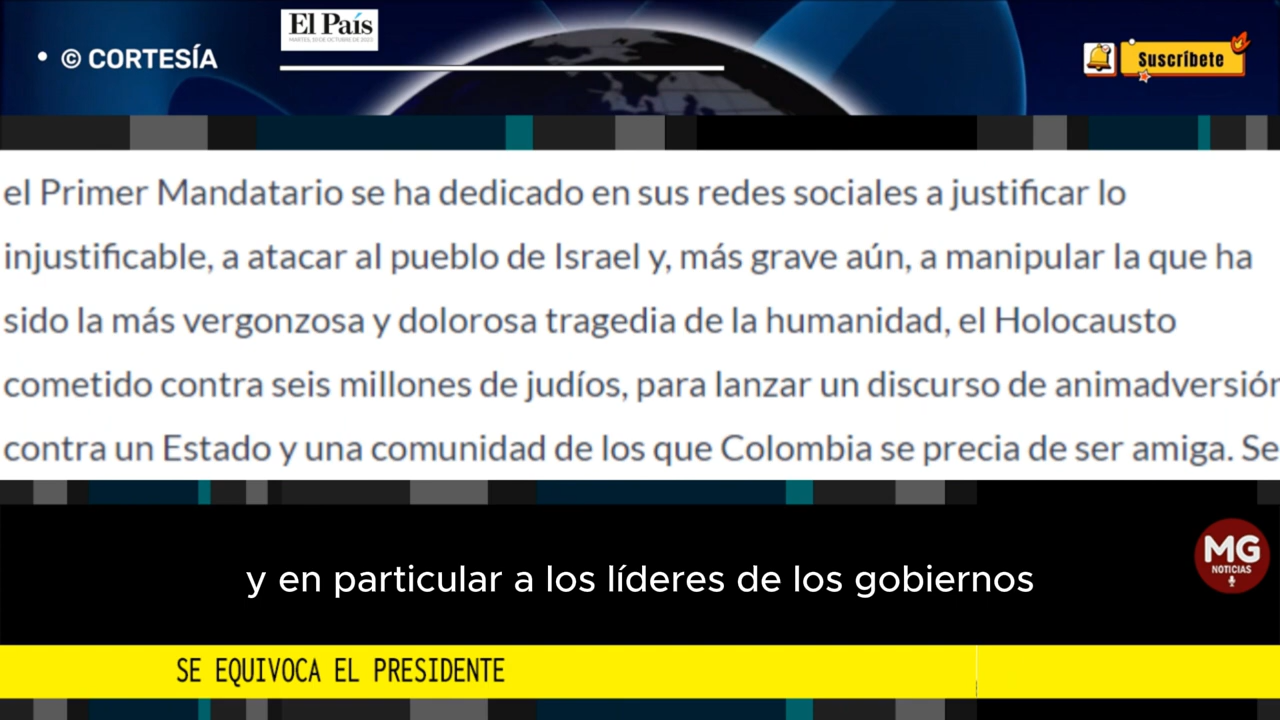 • © CORTESÍA
El País
Suscríbete
el Primer Mandatario se ha dedicado en sus redes sociales a justificar lo
injustificable, a atacar al pueblo de Israel y, más grave aún, a manipular la que ha
sido la más vergonzosa y dolorosa tragedia de la humanidad, el Holocausto
cometido contra seis millones de judíos, para lanzar un discurso de animadversión
contra un Estado y una comunidad de los que Colombia se precia de ser amiga. Se
y en particular a los líderes de los gobiernos
MG
NOTICIAS
SE EQUIVOCA EL PRESIDENTE